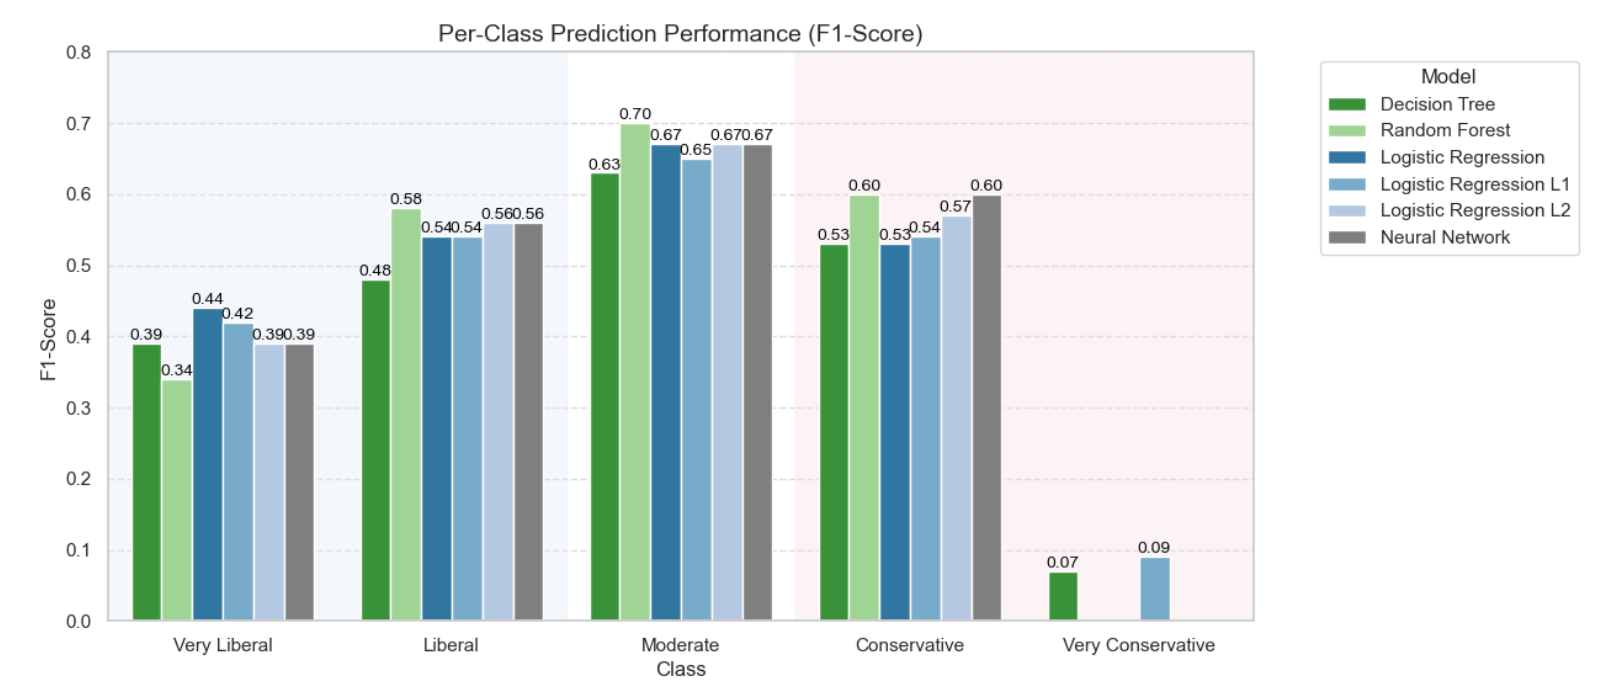 Per-Class Prediction Performance (F1-Score)
0.8
0.7
0.6
0.5
0.4
0.3
0.2
0.1
0.0
F1-Score
0.39
0.34
0.44
0.42
0.39
0.39
0.48
0.58
0.54
0.54
0.56
0.56
0.63
0.70
0.67
0.65
0.67
0.67
0.53
0.60
0.53
0.54
0.57
0.60
0.07
0.09
Very Liberal
Liberal
Moderate
Conservative
Very Conservative
Class
Model
Decision Tree
Random Forest
Logistic Regression
Logistic Regression L1
Logistic Regression L2
Neural Network